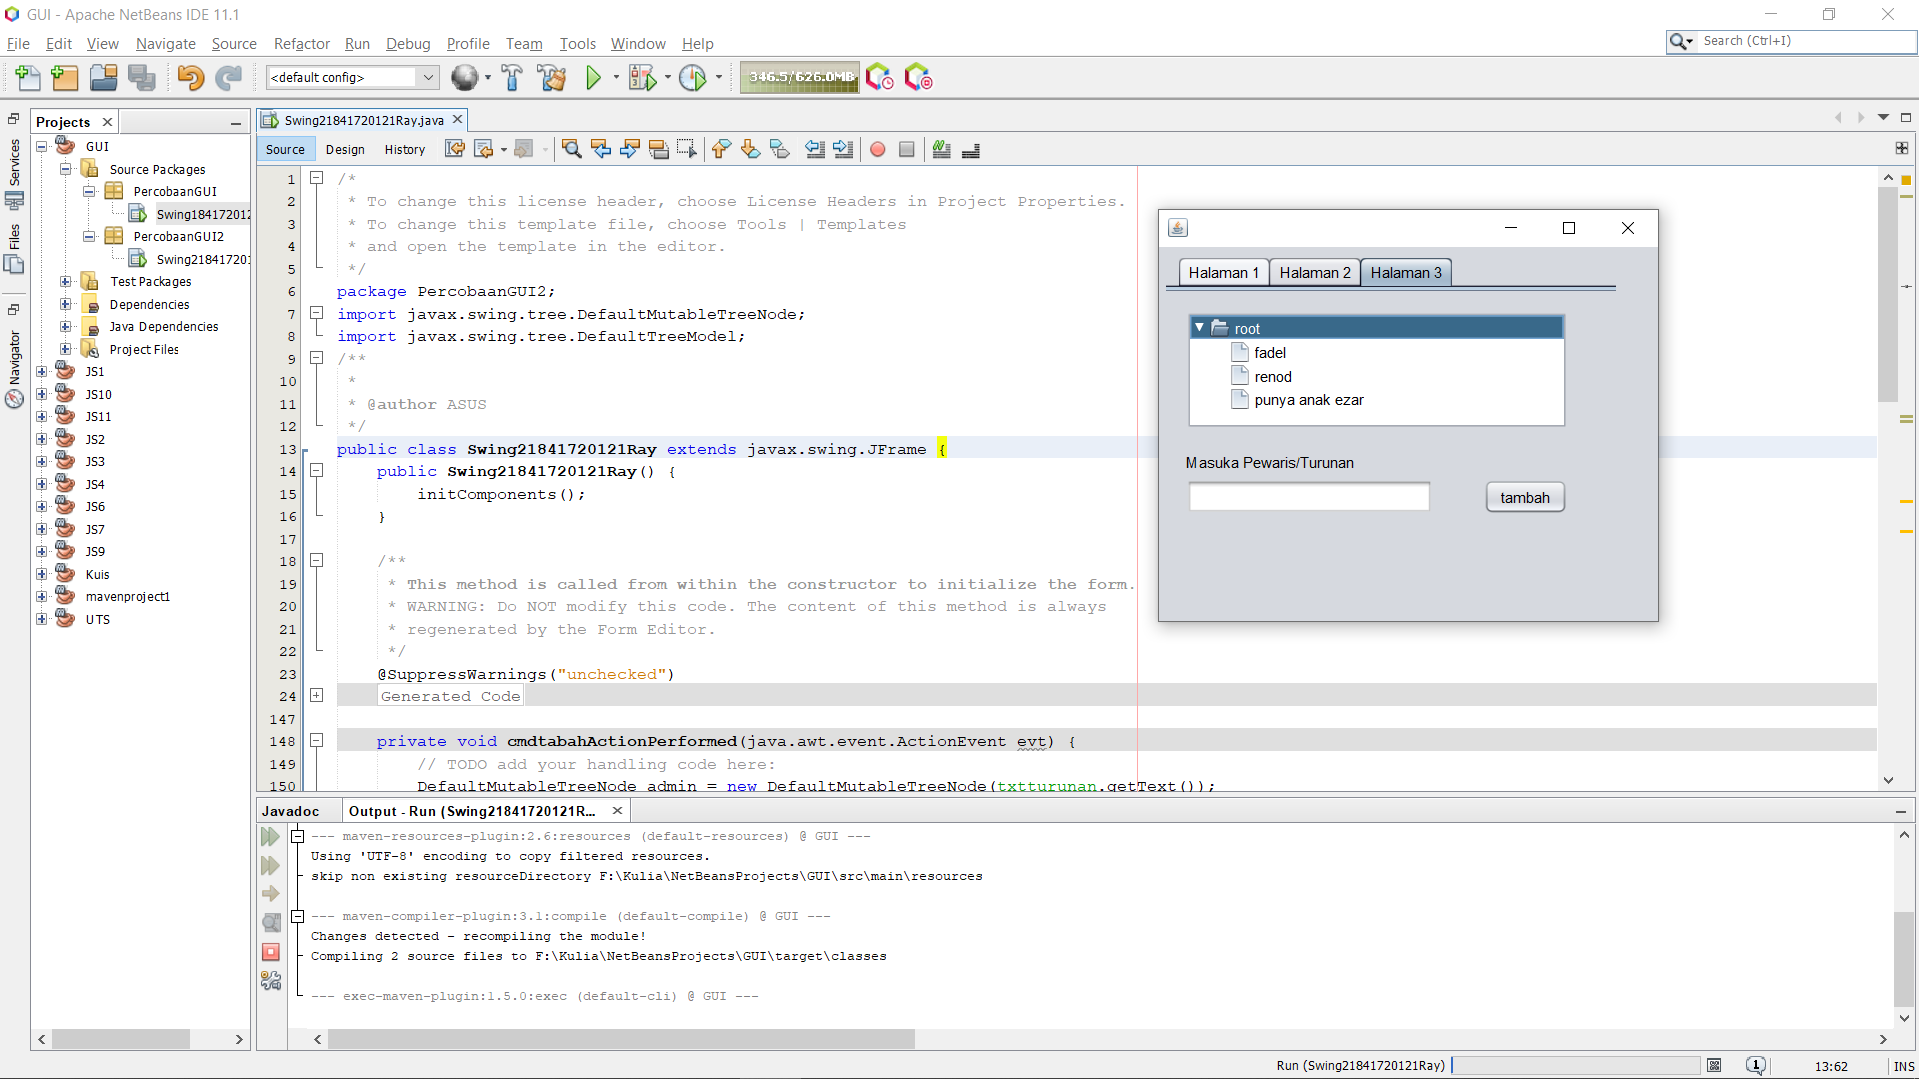 GUI - Apache NetBeans IDE 11.1
File Edit View Navigate Source Refactor Run Debug Profile Team Tools Window Help
Search (Ctrl+I)
<default config>
346.5/626.0MB
Services
Files
Navigator
Projects
GUI
Source Packages
PercobaanGUI
Swing184172012
PercobaanGUI2
Swing218417201
Test Packages
Dependencies
Java Dependencies
Project Files
JS1
JS10
JS11
JS2
JS3
JS4
JS6
JS7
JS9
Kuis
mavenproject1
UTS
Swing21841720121Ray.java
Source Design History
1 /*
2 * To change this license header, choose License Headers in Project Properties.
3 * To change this template file, choose Tools | Templates
4 * and open the template in the editor.
5 */
6 package PercobaanGUI2;
7 import javax.swing.tree.DefaultMutableTreeNode;
8 import javax.swing.tree.DefaultTreeModel;
9 /**
10 *
11 * @author ASUS
12 */
13 public class Swing21841720121Ray extends javax.swing.JFrame {
14 public Swing21841720121Ray() {
15 initComponents();
16 }
17
18 /**
19 * This method is called from within the constructor to initialize the form.
20 * WARNING: Do NOT modify this code. The content of this method is always
21 * regenerated by the Form Editor.
22 */
23 @SuppressWarnings("unchecked")
24 Generated Code
147
148 private void cmdtabahActionPerformed(java.awt.event.ActionEvent evt) {
149 // TODO add your handling code here:
150 DefaultMutableTreeNode admin = new DefaultMutableTreeNode(txtturunan.getText());
Halaman 1 Halaman 2 Halaman 3
root
fadel
renod
punya anak ezar
Masuka Pewaris/Turunan
tambah
Javadoc Output - Run (Swing21841720121R...
--- maven-resources-plugin:2.6:resources (default-resources) @ GUI ---
Using 'UTF-8' encoding to copy filtered resources.
skip non existing resourceDirectory F:\Kulia\NetBeansProjects\GUI\src\main\resources
--- maven-compiler-plugin:3.1:compile (default-compile) @ GUI ---
Changes detected - recompiling the module!
Compiling 2 source files to F:\Kulia\NetBeansProjects\GUI\target\classes
--- exec-maven-plugin:1.5.0:exec (default-cli) @ GUI ---
Run (Swing21841720121Ray)
1
13:62
INS